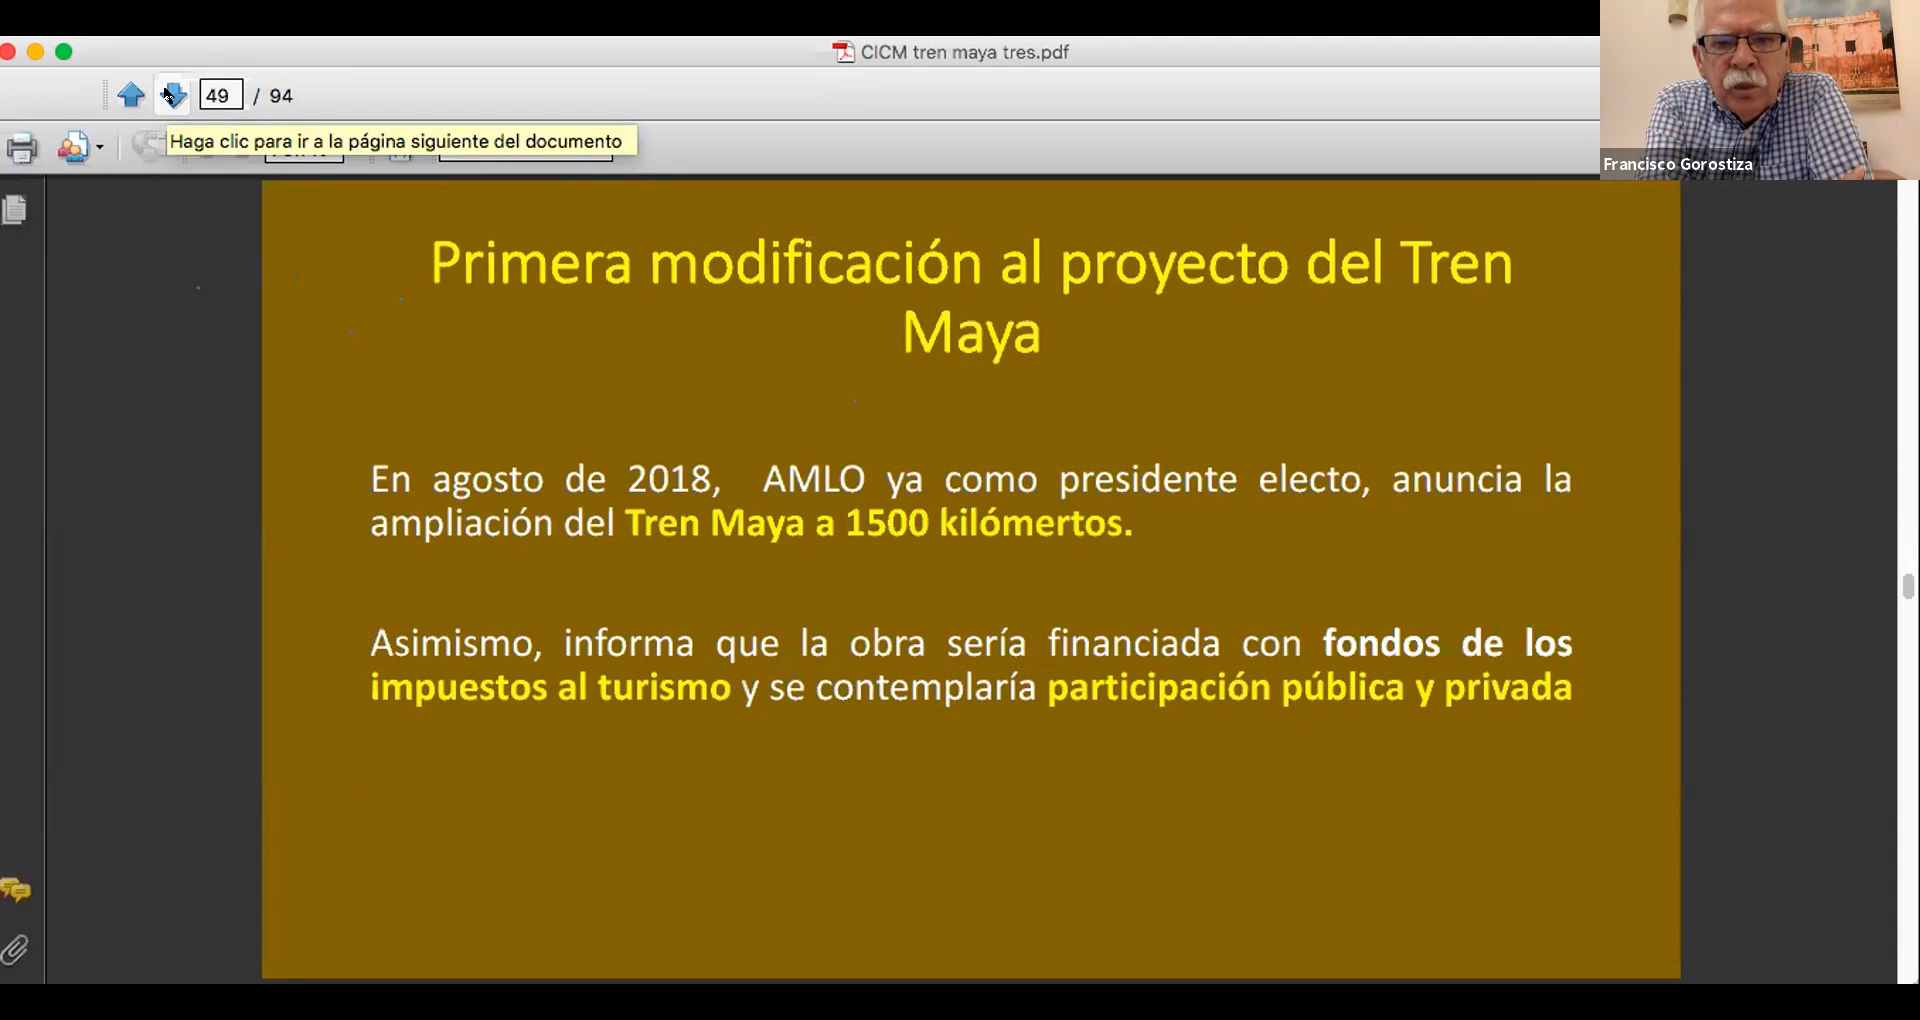 CICM tren maya tres.pdf
49 / 94
Haga clic para ir a la página siguiente del documento
Francisco Gorostiza
Primera modificación al proyecto del Tren
Maya
En agosto de 2018, AMLO ya como presidente electo, anuncia la
ampliación del Tren Maya a 1500 kilómertos.
Asimismo, informa que la obra sería financiada con fondos de los
impuestos al turismo y se contemplaría participación pública y privada